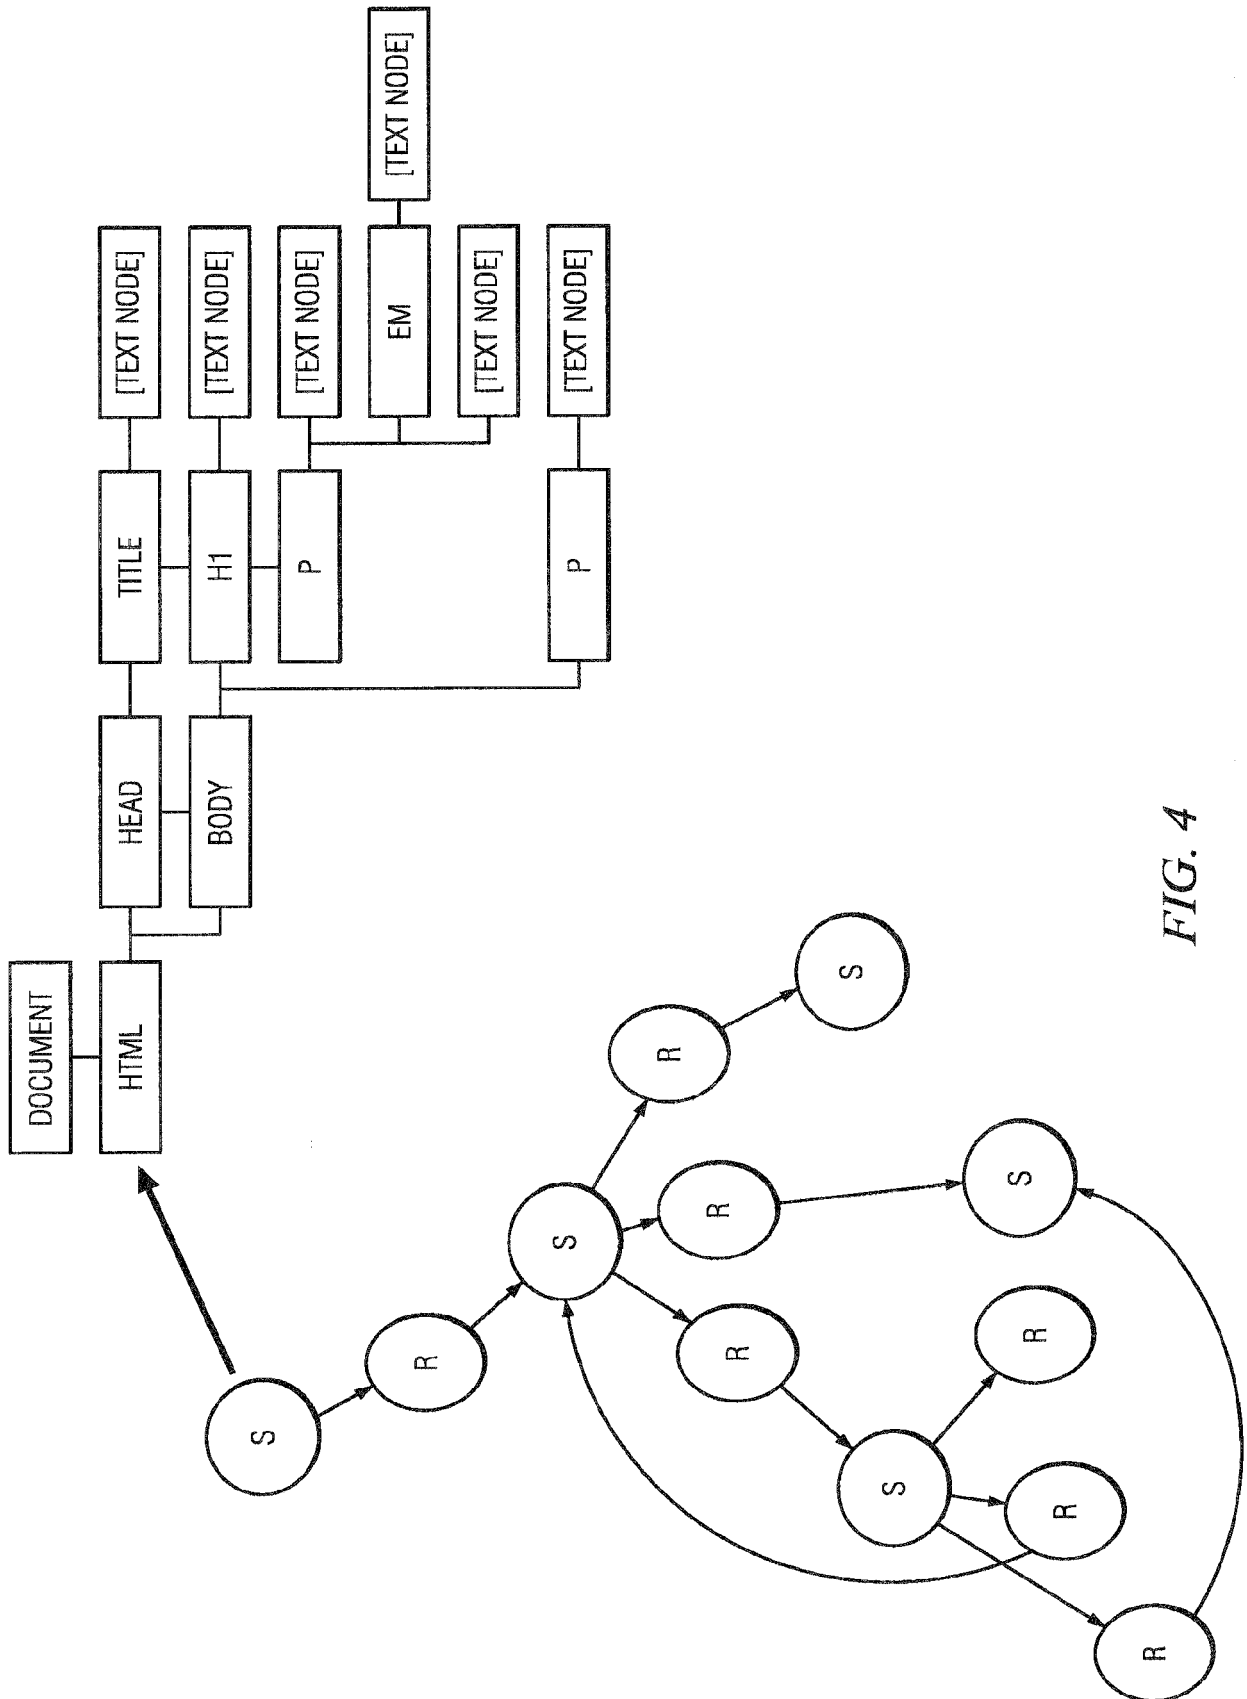 DOCUMENT
HTML
HEAD
TITLE
[TEXT NODE]
BODY
H1
[TEXT NODE]
P
[TEXT NODE]
EM
[TEXT NODE]
[TEXT NODE]
P
[TEXT NODE]
S
R
S
R
S
R
S
R
S
R
R
R
FIG. 4